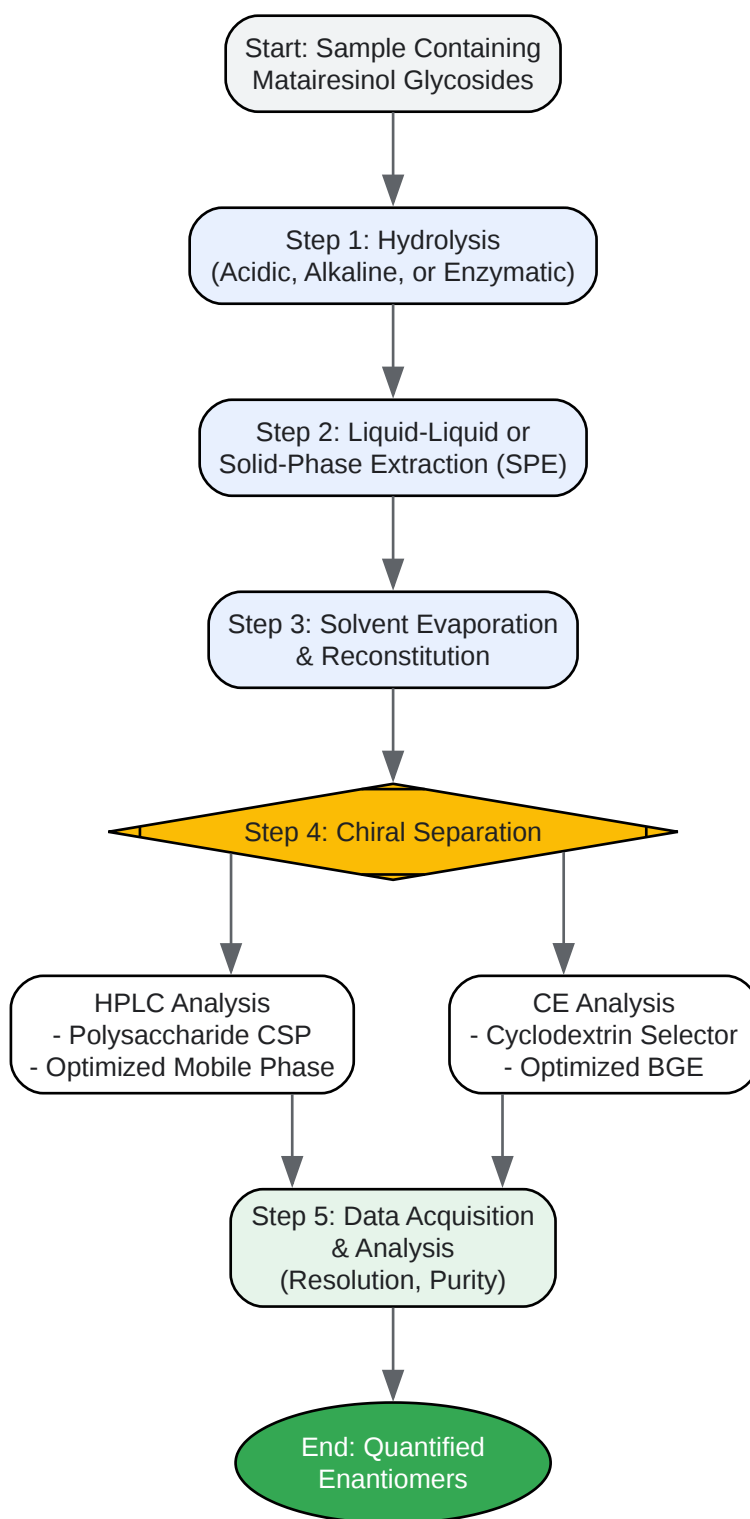 Start: Sample Containing
Matairesinol Glycosides
Step 1: Hydrolysis
(Acidic, Alkaline, or Enzymatic)
Step 2: Liquid-Liquid or
Solid-Phase Extraction (SPE)
Step 3: Solvent Evaporation
& Reconstitution
Step 4: Chiral Separation
HPLC Analysis
- Polysaccharide CSP
- Optimized Mobile Phase
CE Analysis
- Cyclodextrin Selector
- Optimized BGE
Step 5: Data Acquisition
& Analysis
(Resolution, Purity)
End: Quantified
Enantiomers